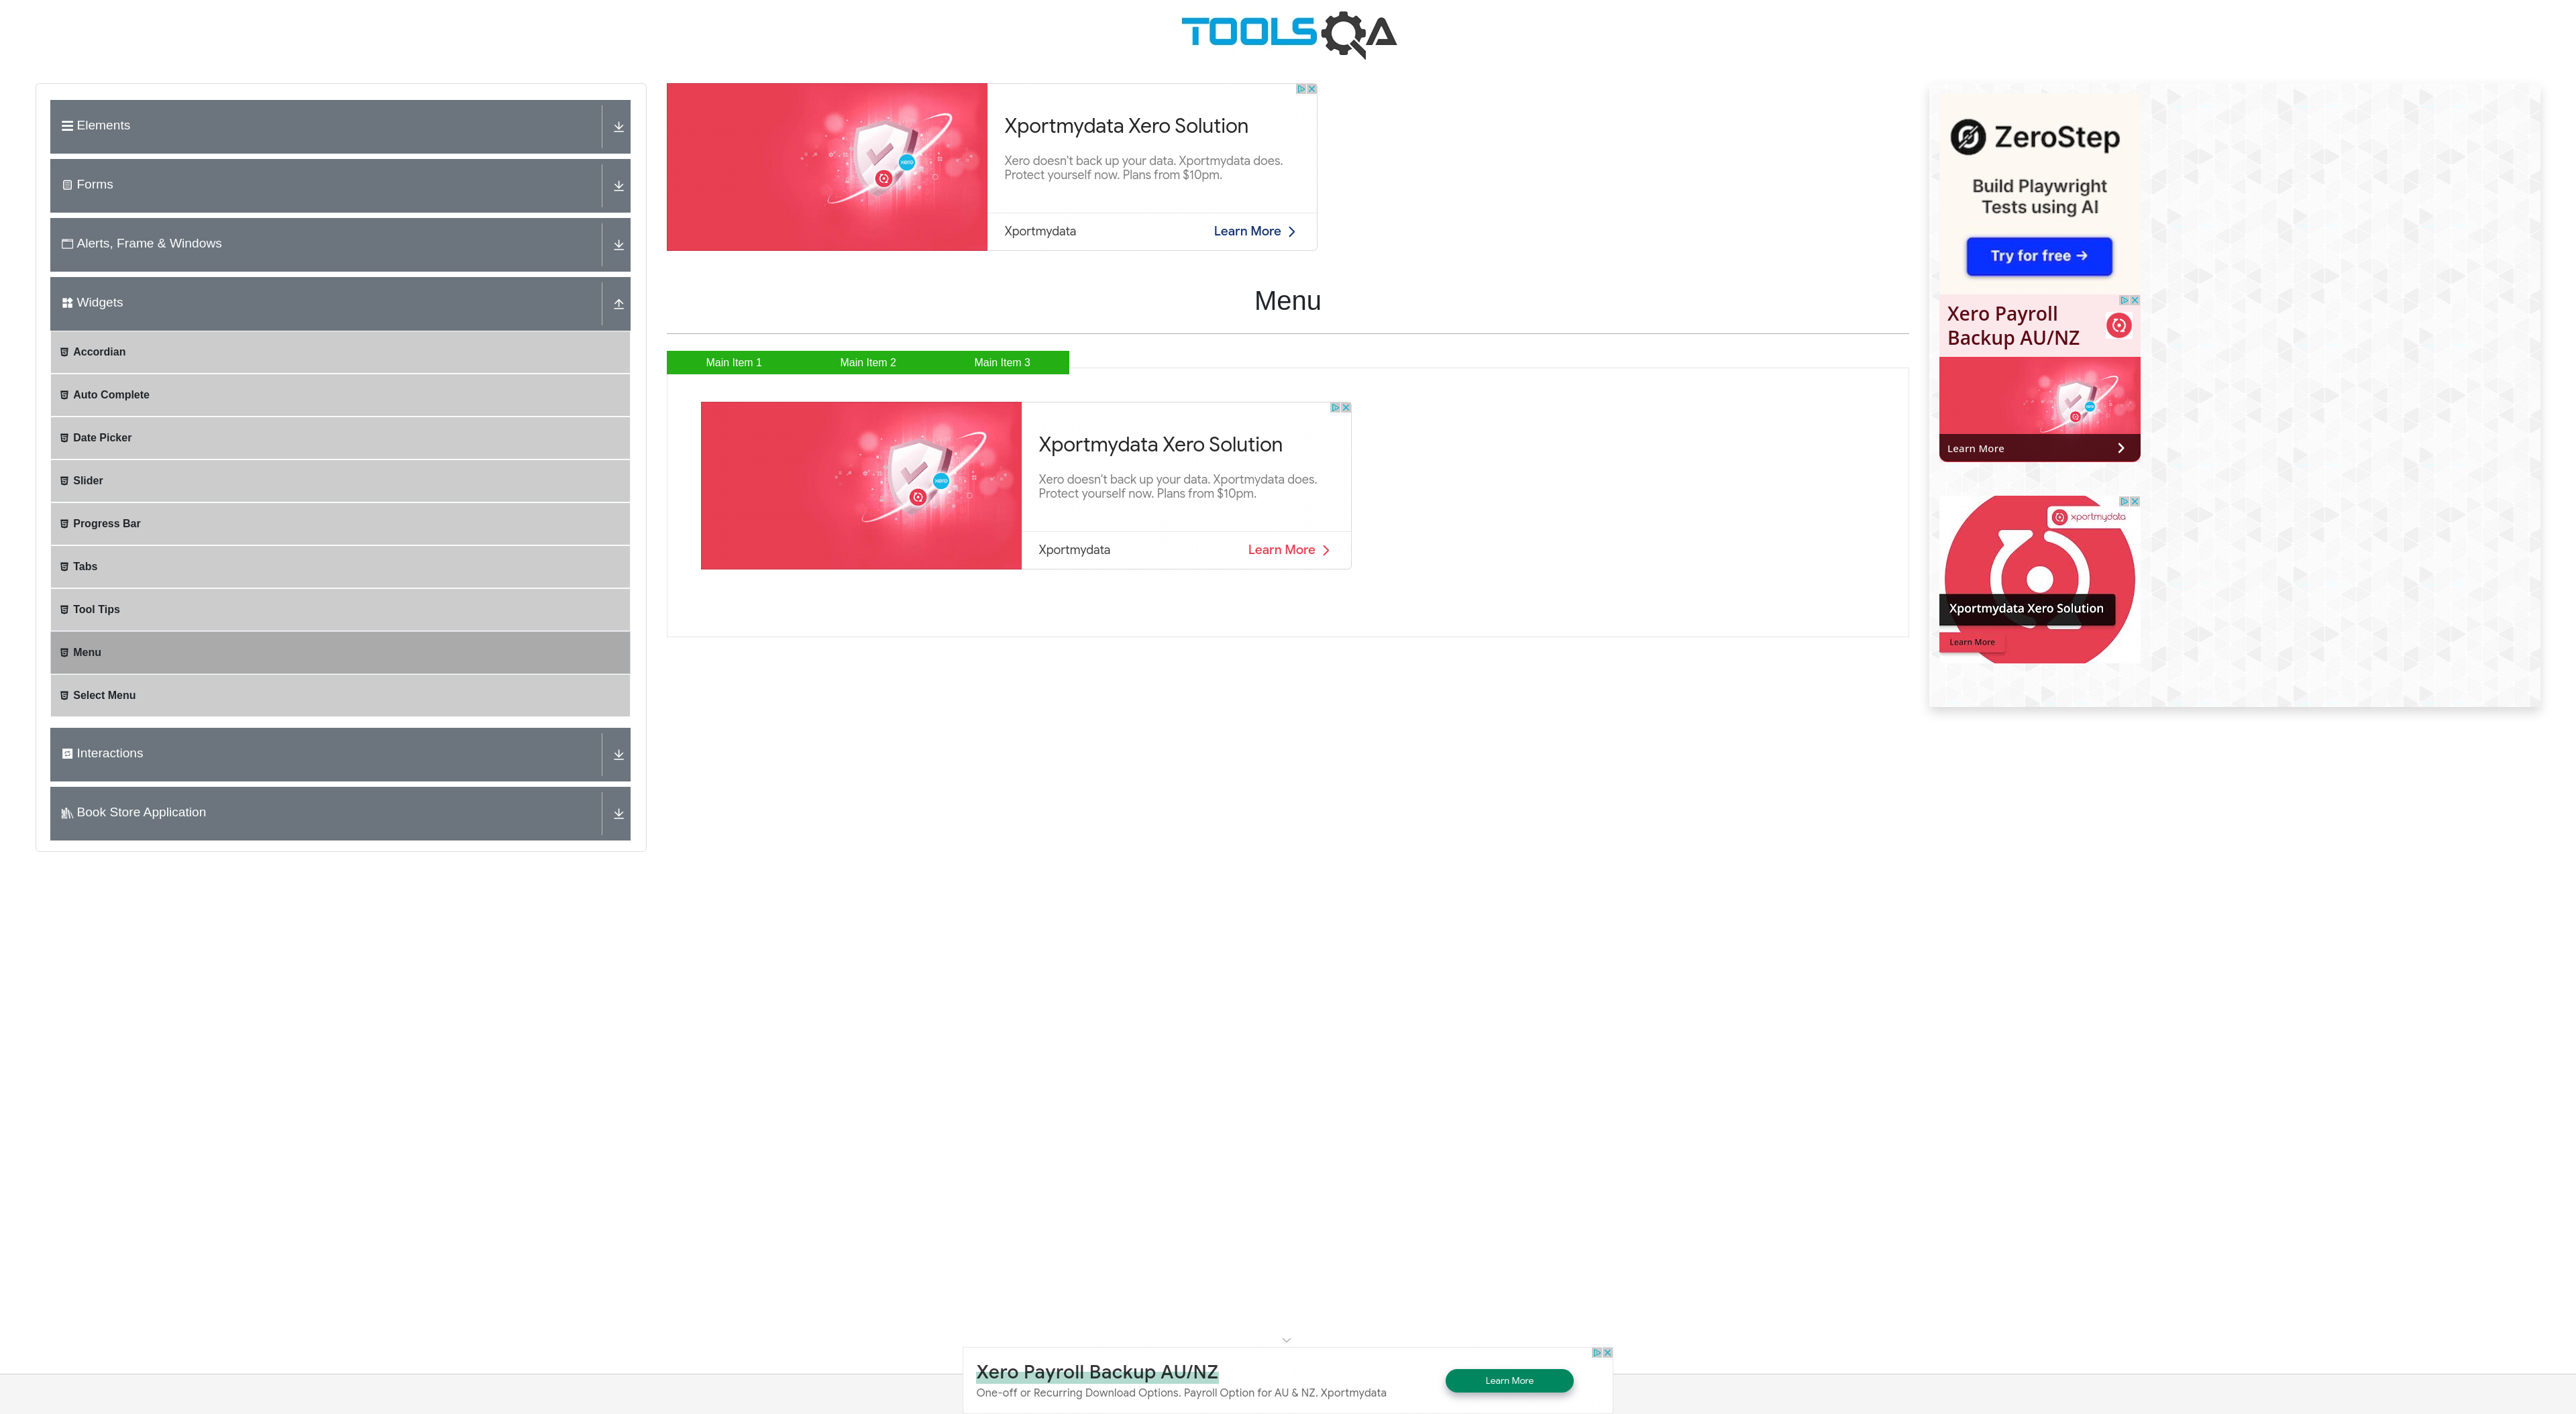 TOOLSQA
Elements
Forms
Alerts, Frame & Windows
Widgets
Accordian
Auto Complete
Date Picker
Slider
Progress Bar
Tabs
Tool Tips
Menu
Select Menu
Interactions
Book Store Application
Xportmydata Xero Solution
Xero doesn't back up your data. Xportmydata does.
Protect yourself now. Plans from $10pm.
Xportmydata
Learn More
xero
Menu
Main Item 1
Main Item 2
Main Item 3
Xportmydata Xero Solution
Xero doesn't back up your data. Xportmydata does.
Protect yourself now. Plans from $10pm.
Xportmydata
Learn More
xero
ZeroStep
Build Playwright
Tests using AI
Try for free →
Xero Payroll
Backup AU/NZ
xero
Learn More
xportmydata
Xportmydata Xero Solution
Learn More
Xero Payroll Backup AU/NZ
One-off or Recurring Download Options. Payroll Option for AU & NZ. Xportmydata
Learn More